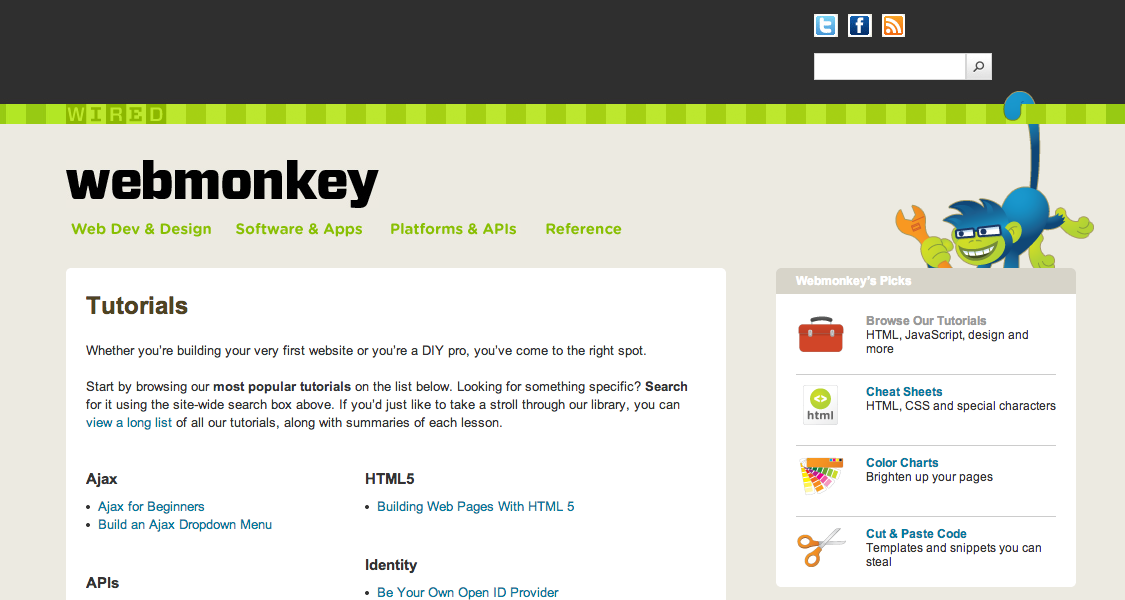 WIRED
webmonkey
Web Dev & Design Software & Apps Platforms & APIs Reference
Tutorials
Whether you're building your very first website or you're a DIY pro, you've come to the right spot.
Start by browsing our most popular tutorials on the list below. Looking for something specific? Search
for it using the site-wide search box above. If you'd just like to take a stroll through our library, you can
view a long list of all our tutorials, along with summaries of each lesson.
Ajax
Ajax for Beginners
Build an Ajax Dropdown Menu
APIs
HTML5
Building Web Pages With HTML 5
Identity
Be Your Own Open ID Provider
Webmonkey's Picks
Browse Our Tutorials
HTML, JavaScript, design and
more
html
Cheat Sheets
HTML, CSS and special characters
Color Charts
Brighten up your pages
Cut & Paste Code
Templates and snippets you can
steal